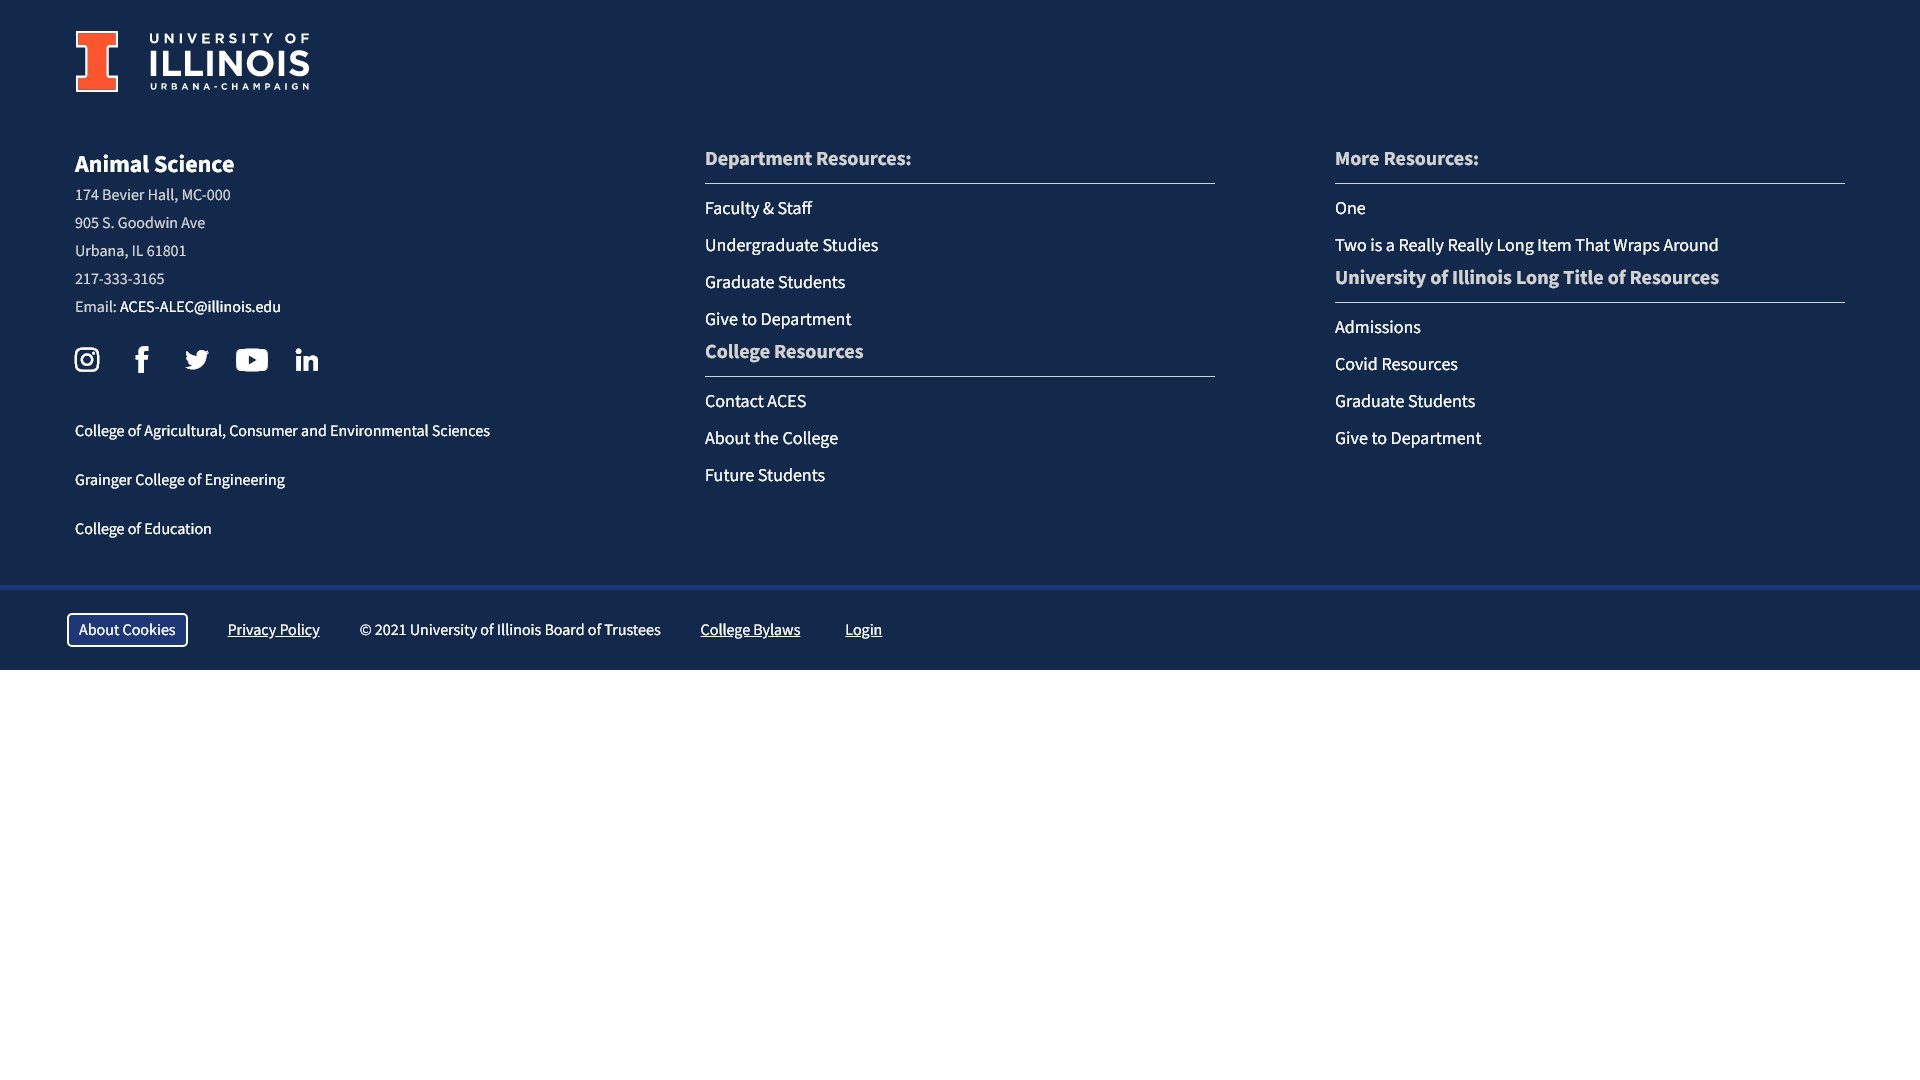 UNIVERSITY OF
ILLINOIS
URBANA-CHAMPAIGN
Animal Science
174 Bevier Hall, MC-000
905 S. Goodwin Ave
Urbana, IL 61801
217-333-3165
Email: ACES-ALEC@illinois.edu
College of Agricultural, Consumer and Environmental Sciences
Grainger College of Engineering
College of Education
Department Resources:
Faculty & Staff
Undergraduate Studies
Graduate Students
Give to Department
College Resources
Contact ACES
About the College
Future Students
More Resources:
One
Two is a Really Really Long Item That Wraps Around
University of Illinois Long Title of Resources
Admissions
Covid Resources
Graduate Students
Give to Department
About Cookies Privacy Policy © 2021 University of Illinois Board of Trustees College Bylaws Login